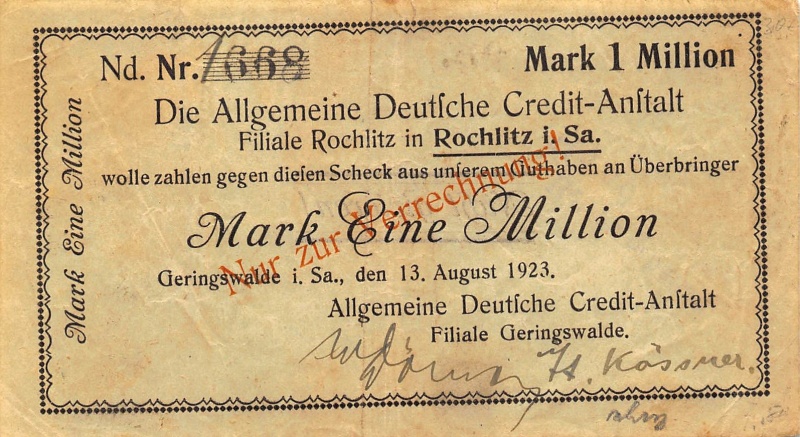 Nd. Nr. 1668
Mark 1 Million
Die Allgemeine Deutſche Credit-Anſtalt
Filiale Rochlitz in Rochlitz i. Sa.
wolle zahlen gegen dieſen Scheck aus unſerem Guthaben an Überbringer
Mark Eine Million
Nur zur Verrechnung!
Geringswalde i. Sa., den 13. August 1923.
Allgemeine Deutſche Credit-Anſtalt
Filiale Geringswalde.
H. Kössner.
Mark Eine Million